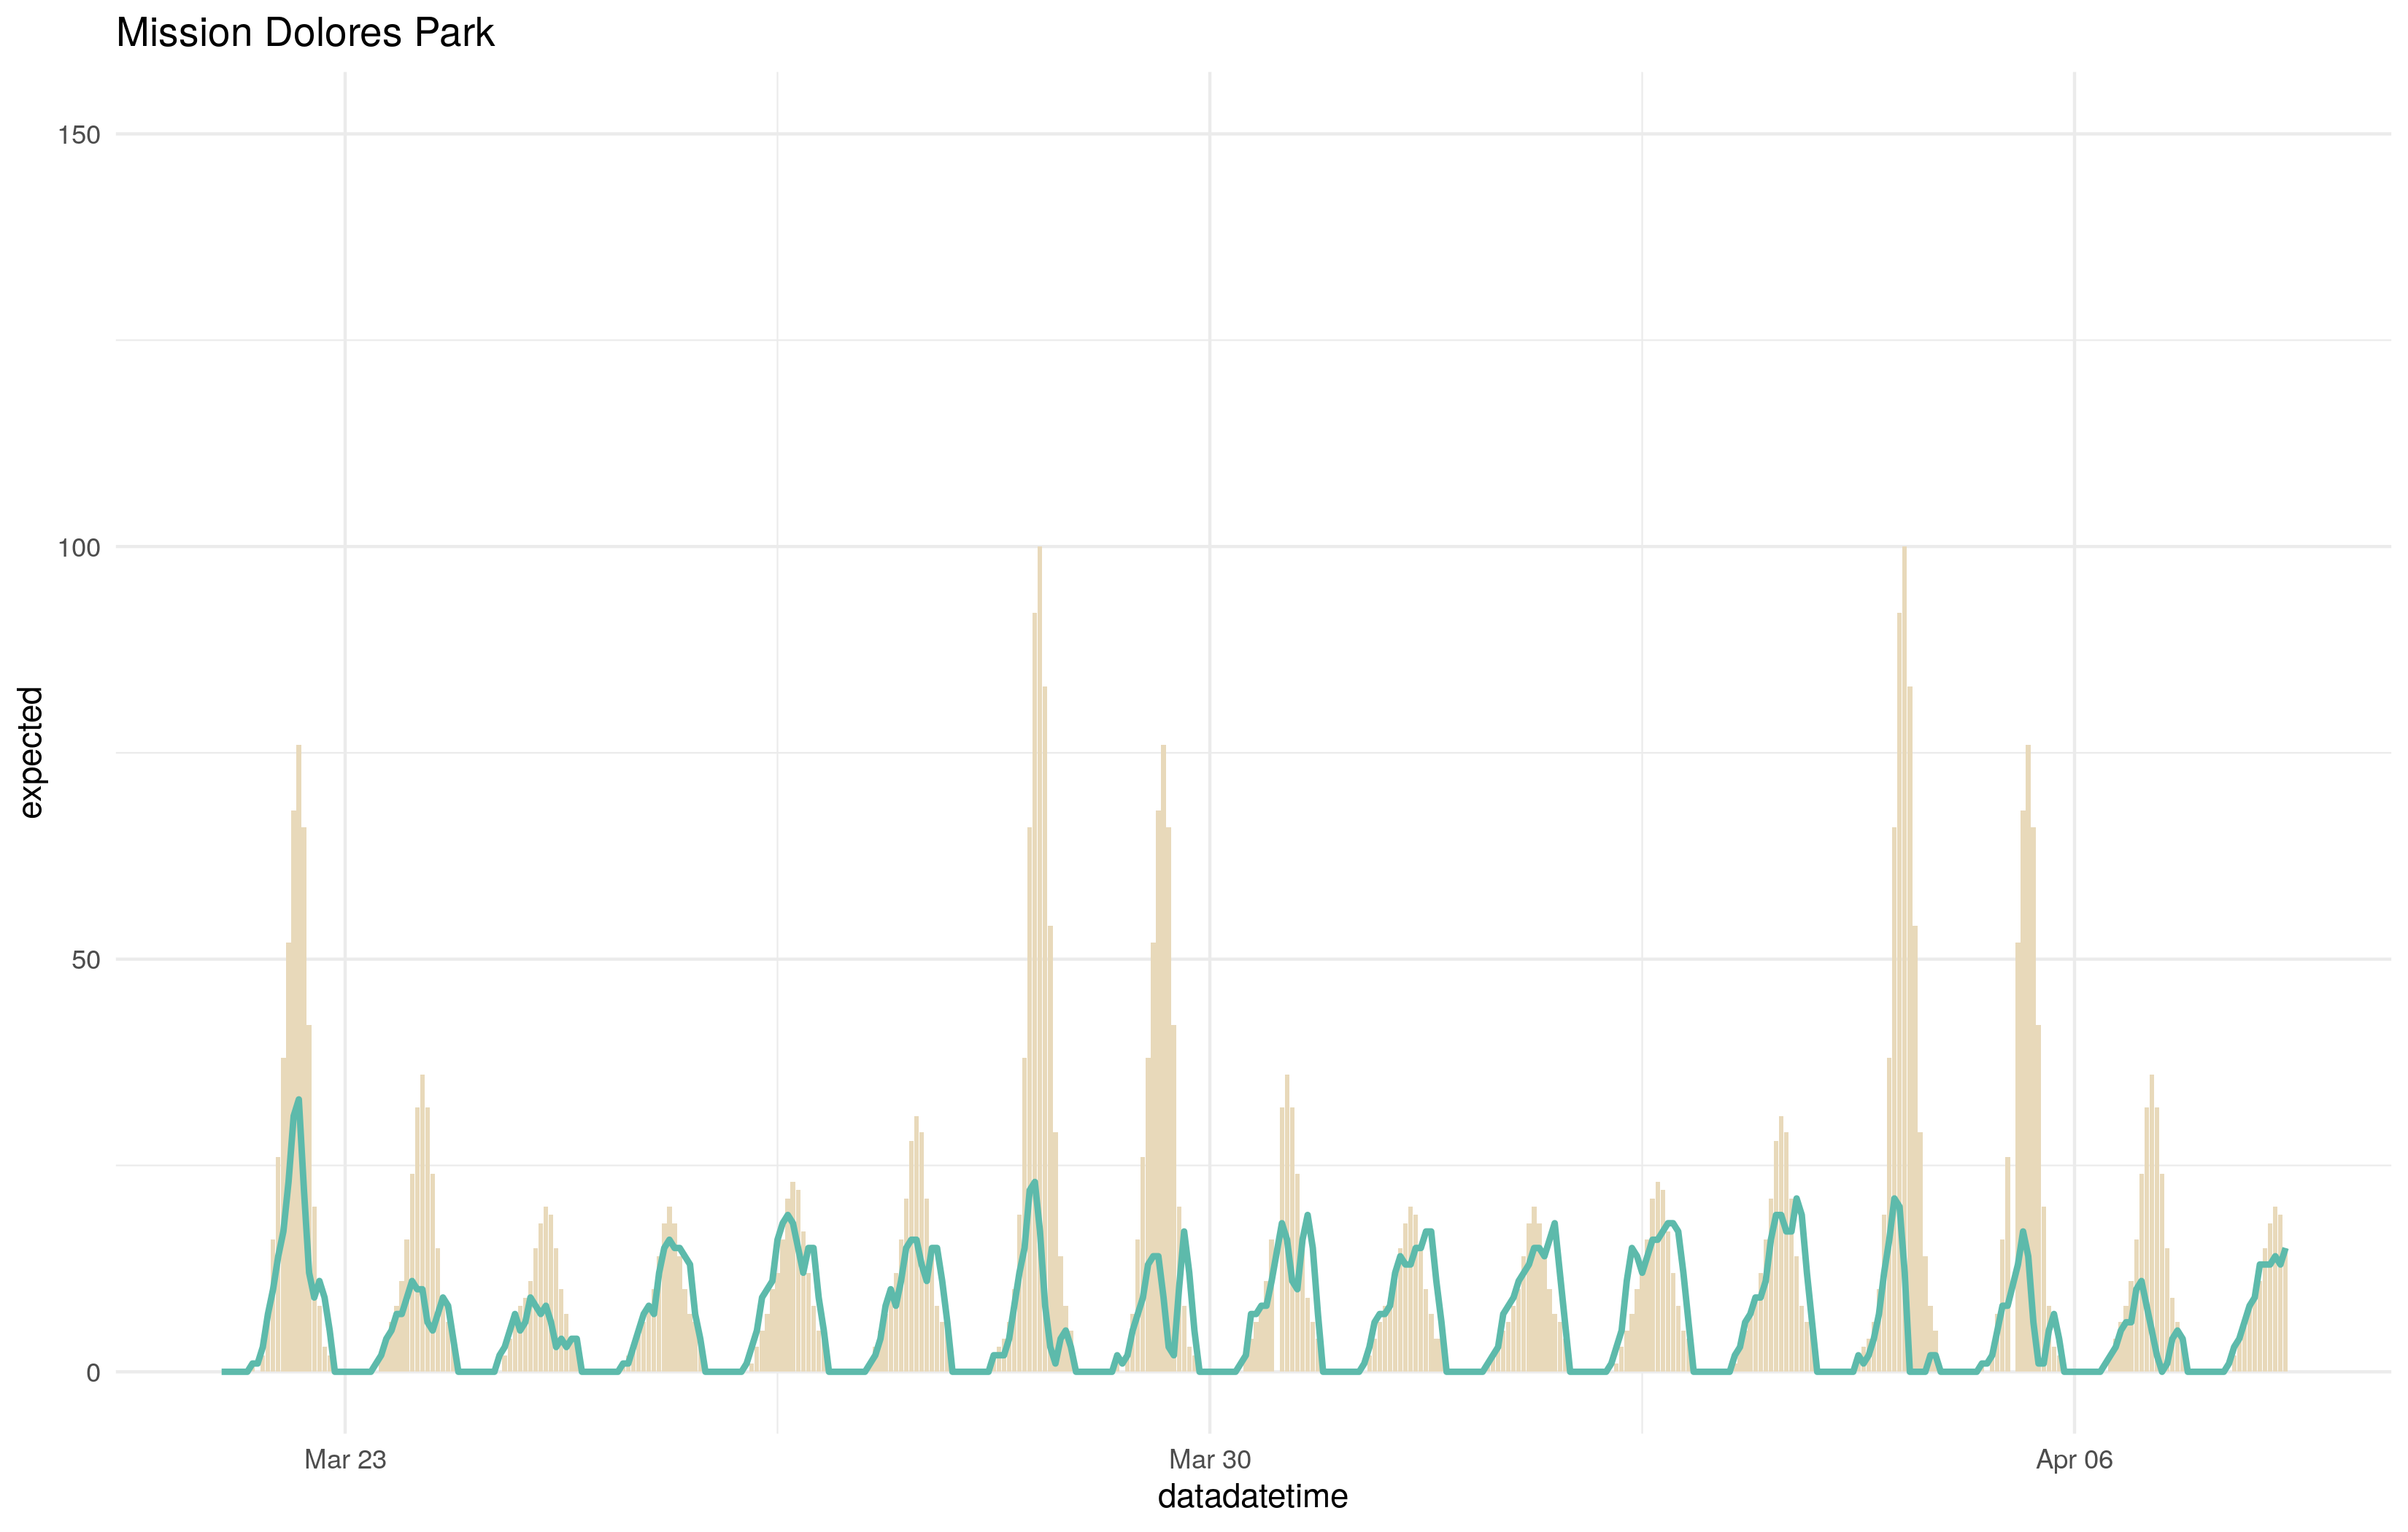 Mission Dolores Park
150
100
50
0
expected
Mar 23
Mar 30
Apr 06
datadatetime